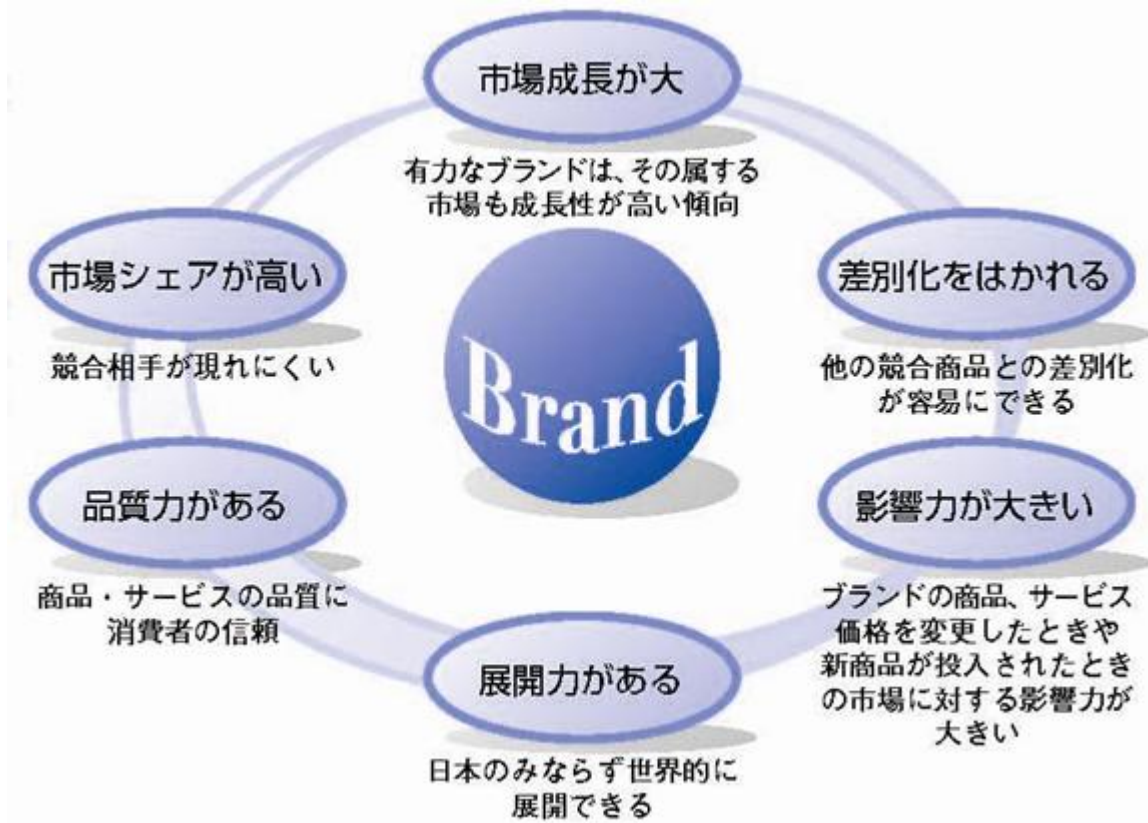 市場成長が大
有力なブランドは、その属する
市場も成長性が高い傾向
市場シェアが高い
競合相手が現れにくい
差別化をはかれる
他の競合商品との差別化
が容易にできる
Brand
品質力がある
商品・サービスの品質に
消費者の信頼
影響力が大きい
ブランドの商品、サービス
価格を変更したときや
新商品が投入されたとき
の市場に対する影響力が
大きい
展開力がある
日本のみならず世界的に
展開できる